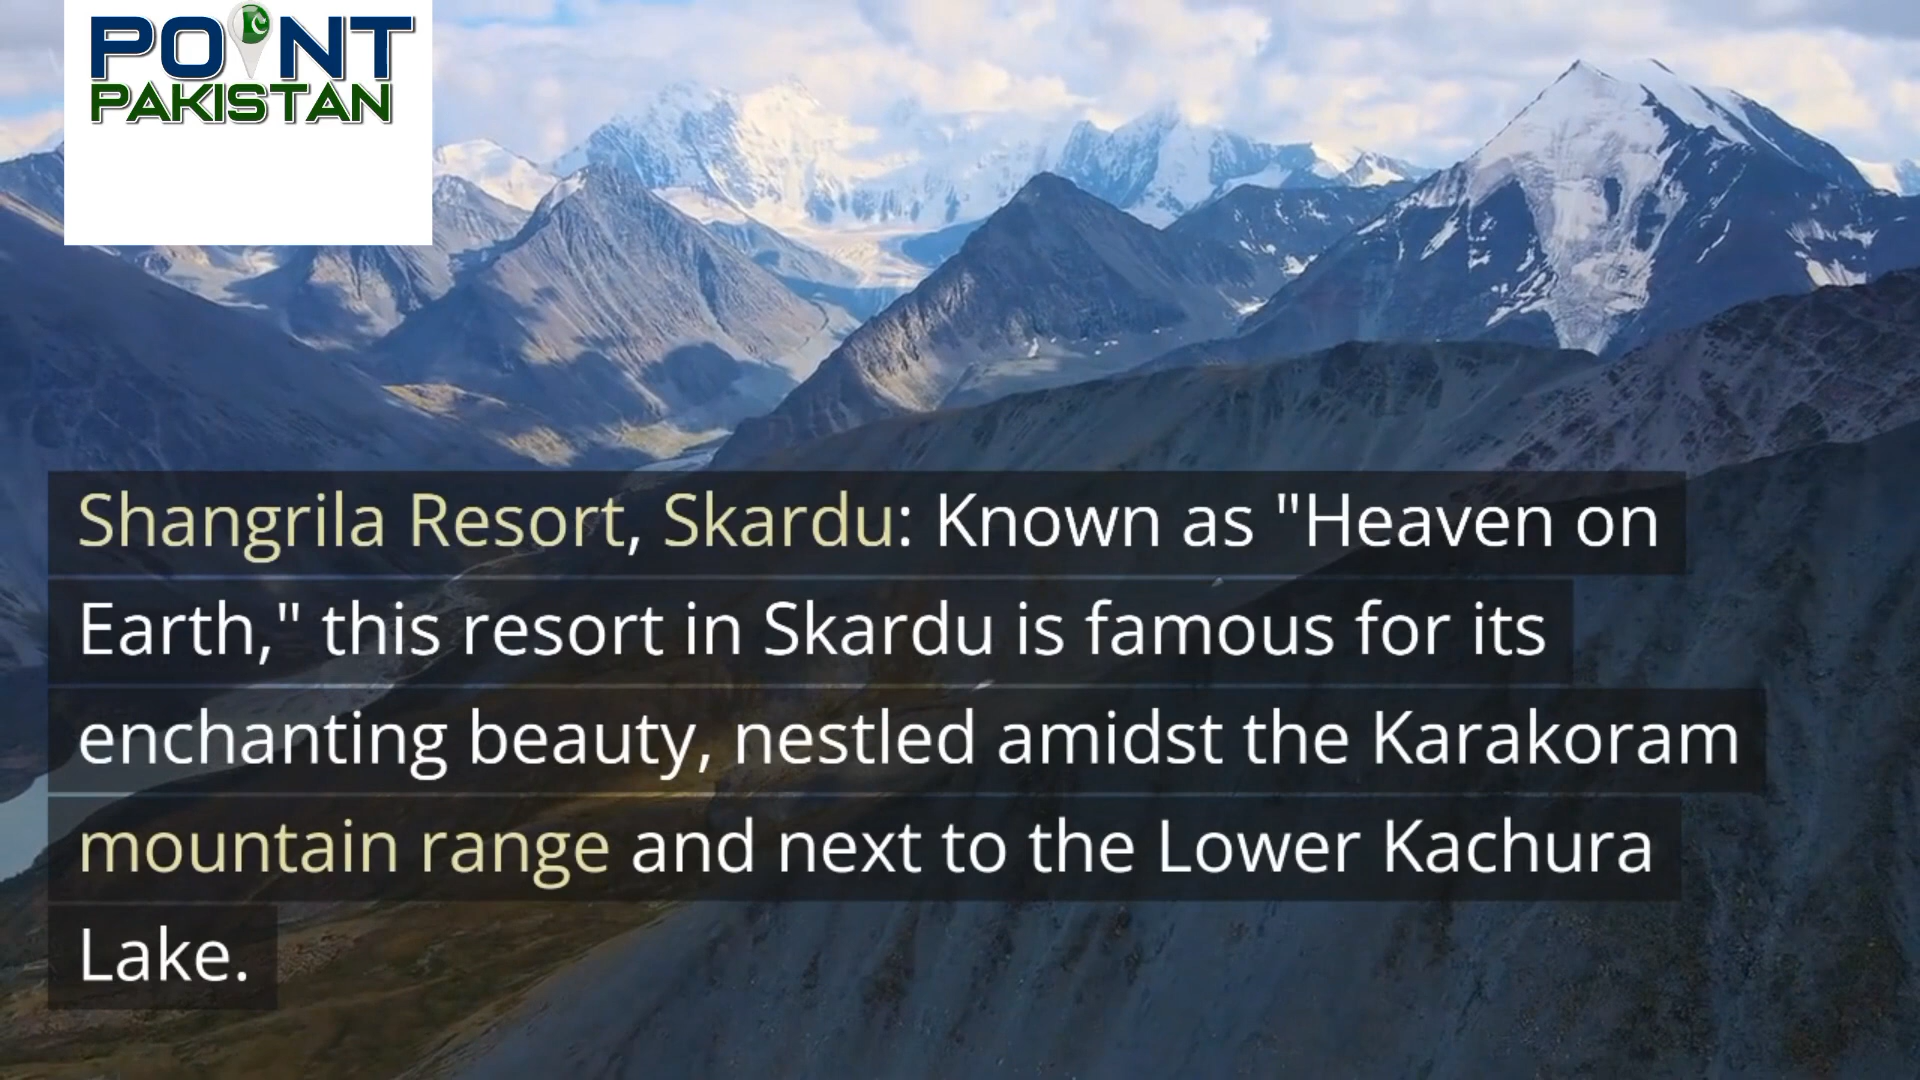 POINT
PAKISTAN
Shangrila Resort, Skardu: Known as "Heaven on
Earth," this resort in Skardu is famous for its
enchanting beauty, nestled amidst the Karakoram
mountain range and next to the Lower Kachura
Lake.